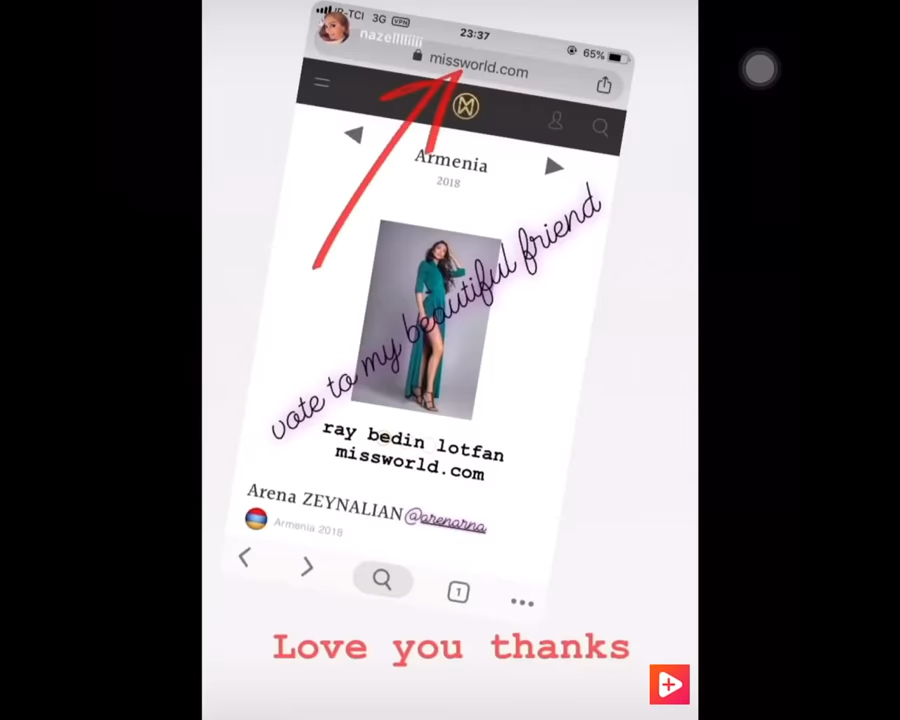 IR-TCI 3G VPN 23:37 65%
nazelllliiii
missworld.com
Armenia
2018
vote to my beautiful friend
ray bedin lotfan
missworld.com
Arena ZEYNALIAN @arenarna
Armenia 2018
1
Love you thanks